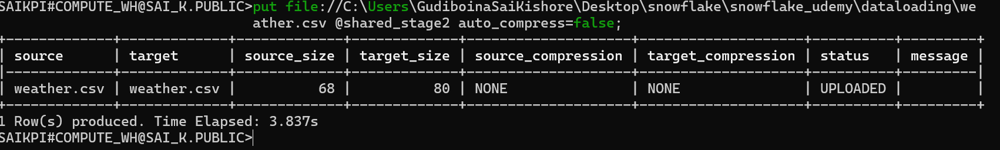 SAIKPI#COMPUTE_WH@SAI_K.PUBLIC>put file://C:\Users\GudiboinaSaiKishore\Desktop\snowflake\snowflake_udemy\dataloading\we
ather.csv @shared_stage2 auto_compress=false;
+-------------+-------------+-------------+-------------+--------------------+--------------------+----------+---------+
| source | target | source_size | target_size | source_compression | target_compression | status | message |
|-------------+-------------+-------------+-------------+--------------------+--------------------+----------+---------|
| weather.csv | weather.csv | 68 | 80 | NONE | NONE | UPLOADED | |
+-------------+-------------+-------------+-------------+--------------------+--------------------+----------+---------+
1 Row(s) produced. Time Elapsed: 3.837s
SAIKPI#COMPUTE_WH@SAI_K.PUBLIC>